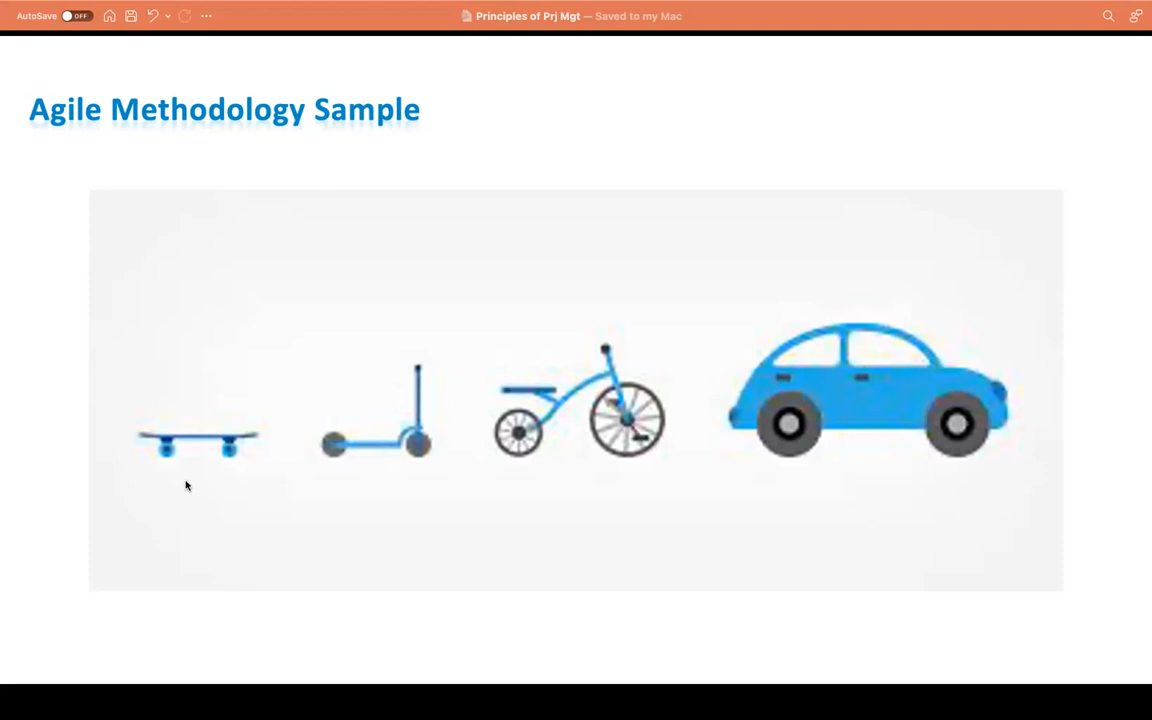 AutoSave OFF Principles of Prj Mgt — Saved to my Mac
Agile Methodology Sample